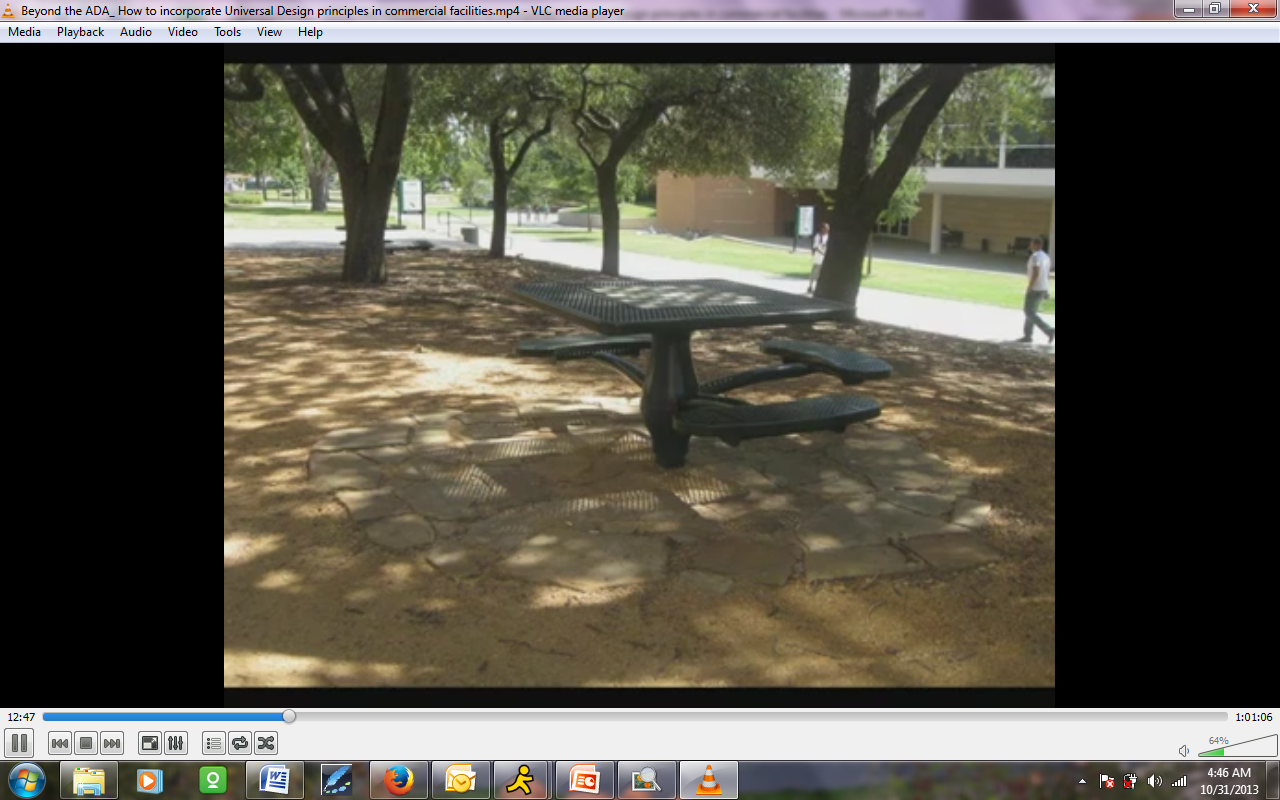 Beyond the ADA_ How to incorporate Universal Design principles in commercial facilities.mp4 - VLC media player
Media Playback Audio Video Tools View Help
12:47 1:01:06
64%
4:46 AM
10/31/2013